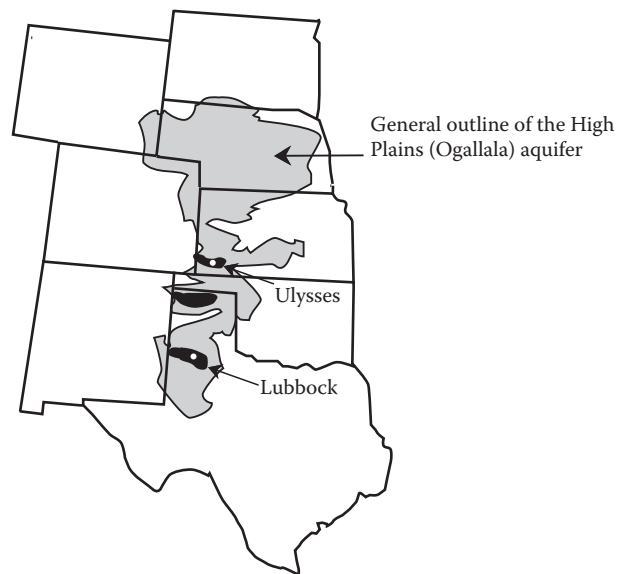 General outline of the High
Plains (Ogallala) aquifer
Ulysses
Lubbock